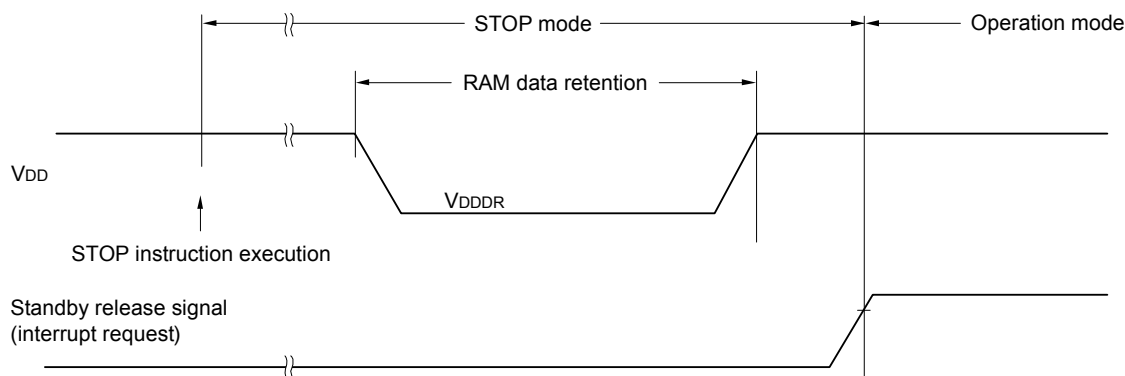 STOP mode
Operation mode
RAM data retention
VDD
VDDDR
STOP instruction execution
Standby release signal
(interrupt request)